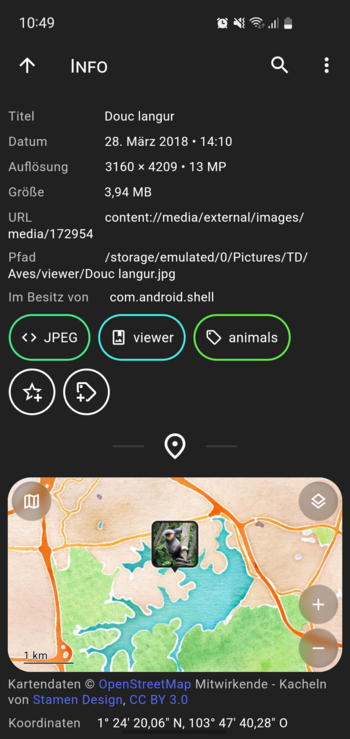 10:49
INFO
Titel Douc langur
Datum 28. März 2018 • 14:10
Auflösung 3160 × 4209 • 13 MP
Größe 3,94 MB
URL content://media/external/images/
media/172954
Pfad /storage/emulated/0/Pictures/TD/
Aves/viewer/Douc langur.jpg
Im Besitz von com.android.shell
JPEG viewer animals
1 km
Kartendaten © OpenStreetMap Mitwirkende - Kacheln
von Stamen Design, CC BY 3.0
Koordinaten 1° 24' 20,06" N, 103° 47' 40,28" O